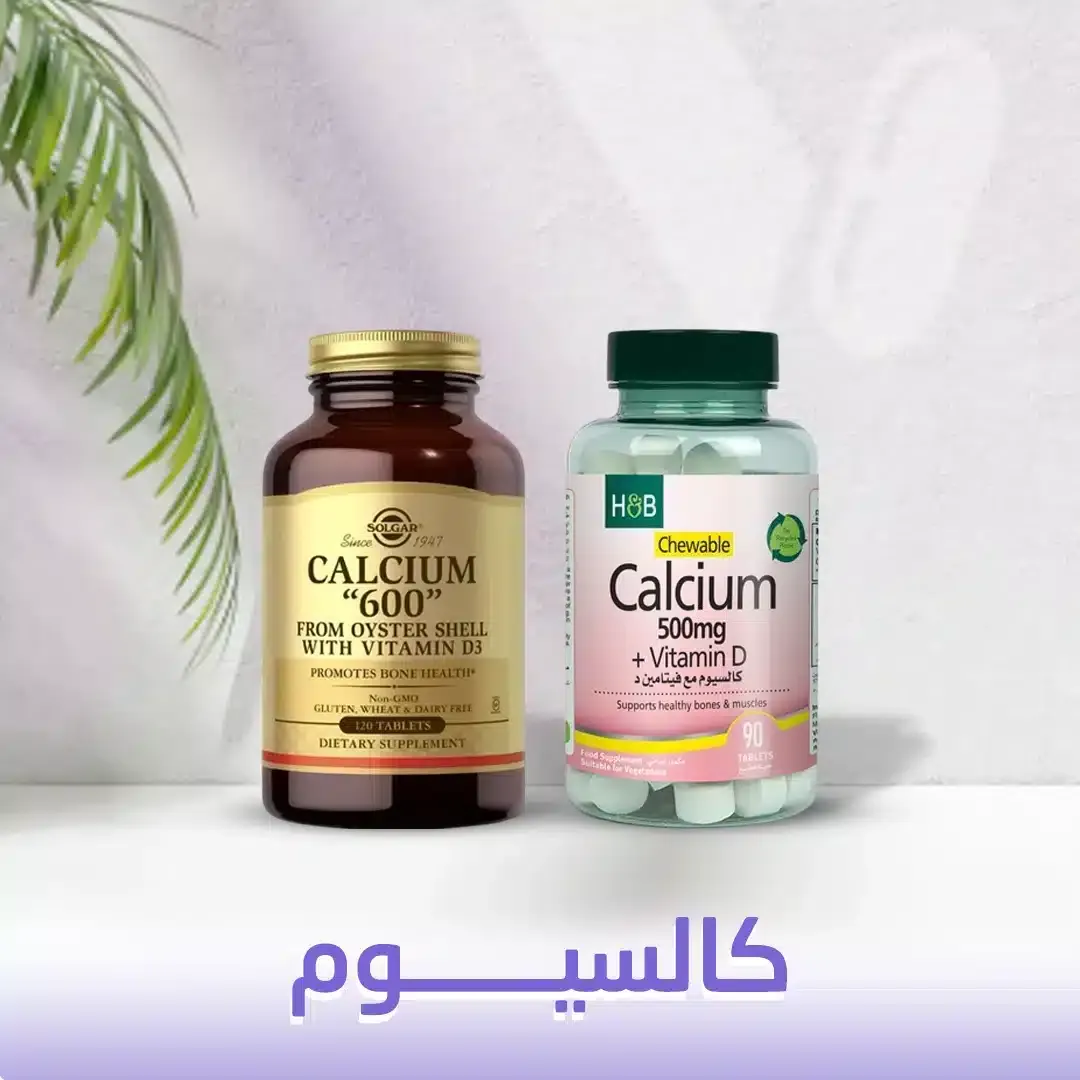 SOLGAR®
Since 1947
CALCIUM
“600”
FROM OYSTER SHELL
WITH VITAMIN D3
PROMOTES BONE HEALTH*
Non-GMO
GLUTEN, WHEAT & DAIRY FREE
120 TABLETS
DIETARY SUPPLEMENT
H&B
Chewable
Calcium
500mg
+ Vitamin D
كالسيوم مع فيتامين د
Supports healthy bones & muscles
90
TABLETS
Food Supplement
Suitable for Vegetarians
كالسيوم